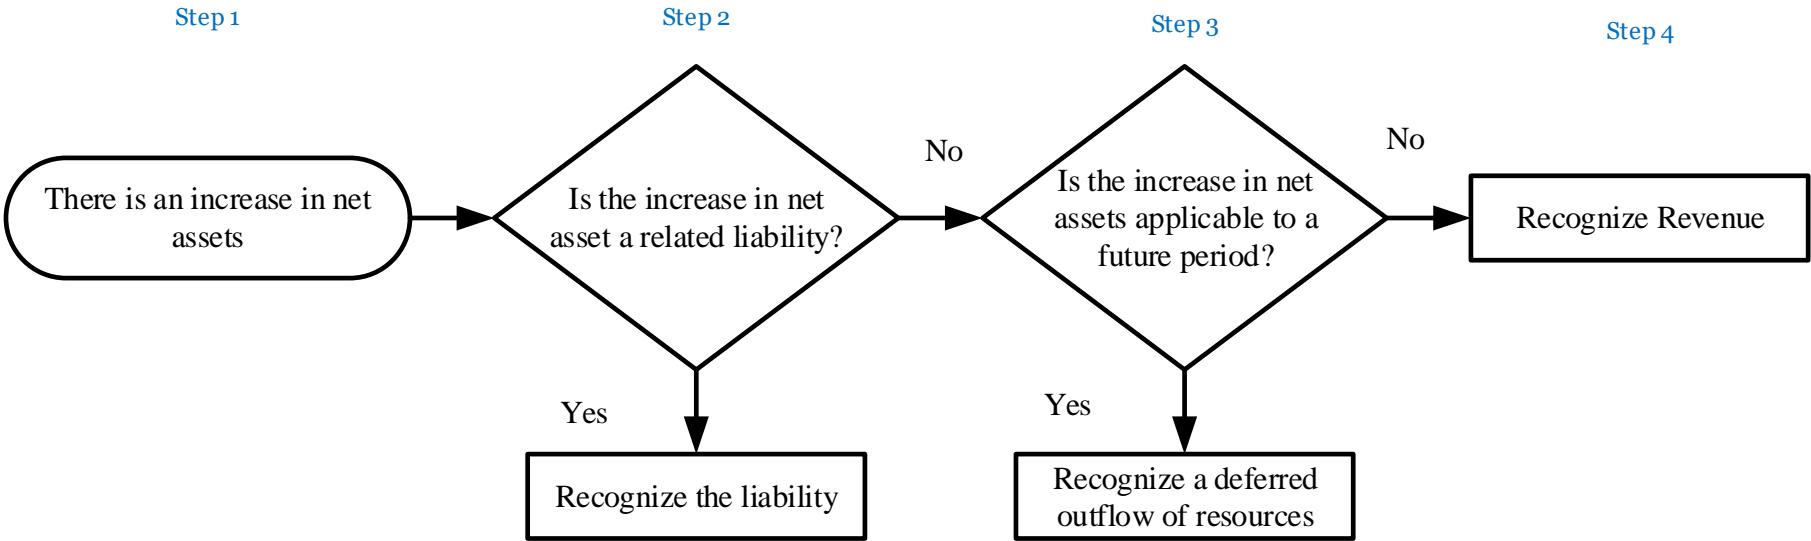 Step 1
Step 2
Step 3
Step 4
There is an increase in net
assets
Is the increase in net
asset a related liability?
No
Is the increase in net
assets applicable to a
future period?
No
Recognize Revenue
Yes
Recognize the liability
Yes
Recognize a deferred
outflow of resources